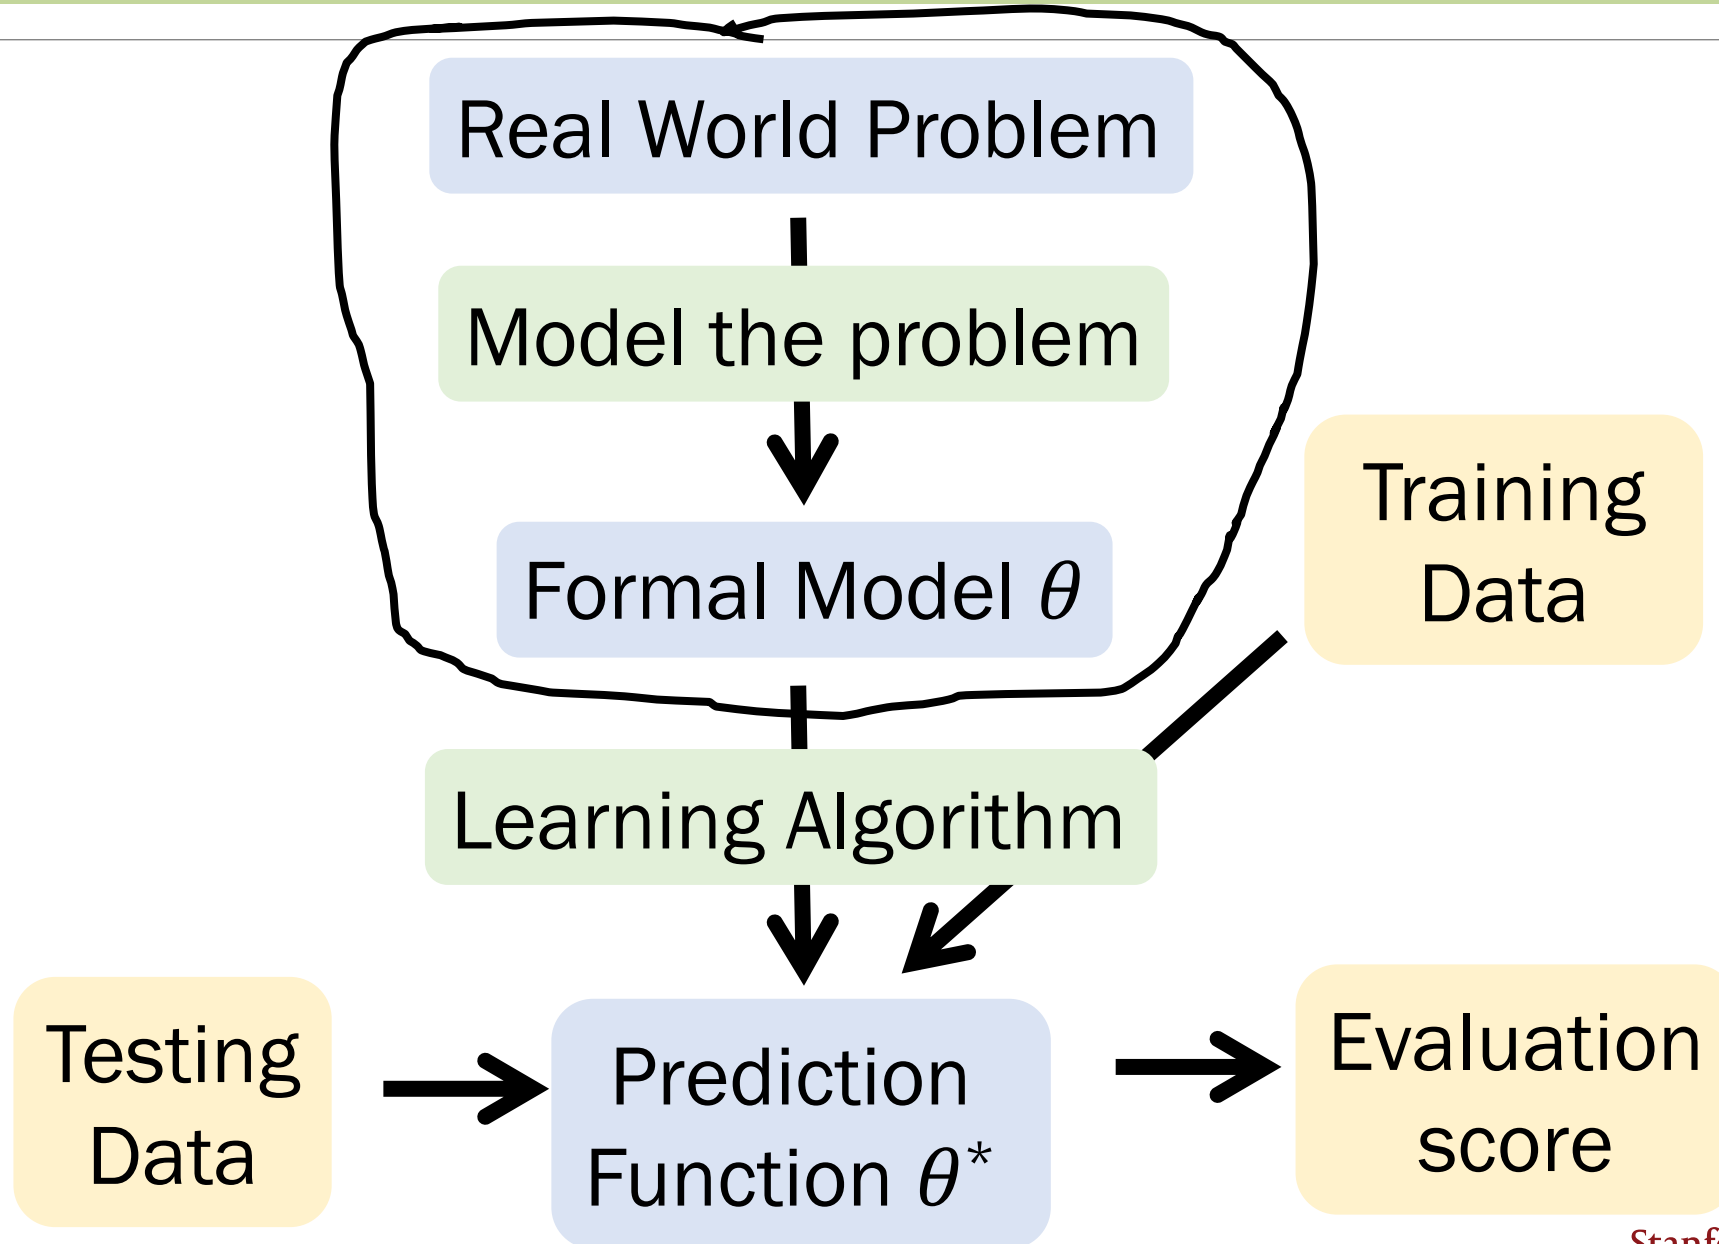 Real World Problem
Model the problem
Formal Model θ
Training
Data
Learning Algorithm
Testing
Data
Prediction
Function θ*
Evaluation
score